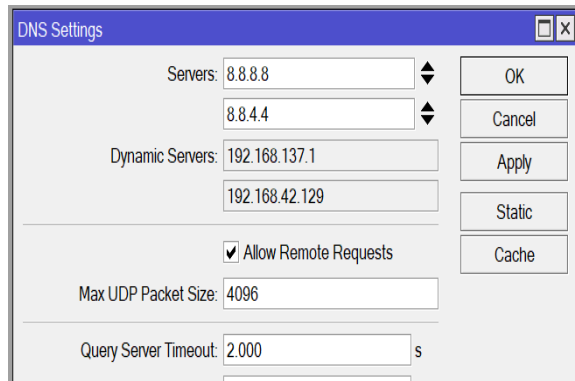 DNS Settings
Servers: 8.8.8.8
OK
8.8.4.4
Cancel
Dynamic Servers: 192.168.137.1
Apply
192.168.42.129
Static
Allow Remote Requests
Cache
Max UDP Packet Size: 4096
Query Server Timeout: 2.000 s